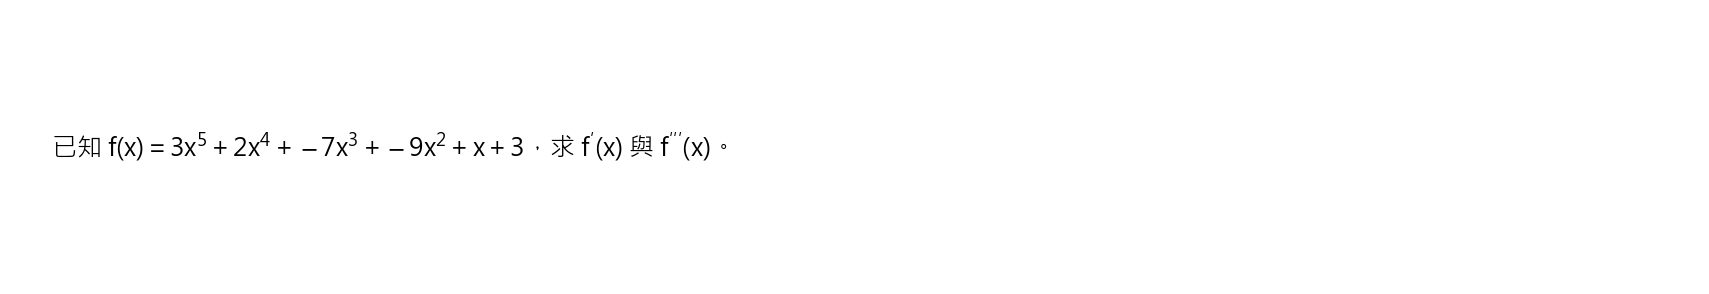 已知 f(x) = 3x⁵ + 2x⁴ + −7x³ + −9x² + x + 3，求 f′(x) 與 f′′′(x)。